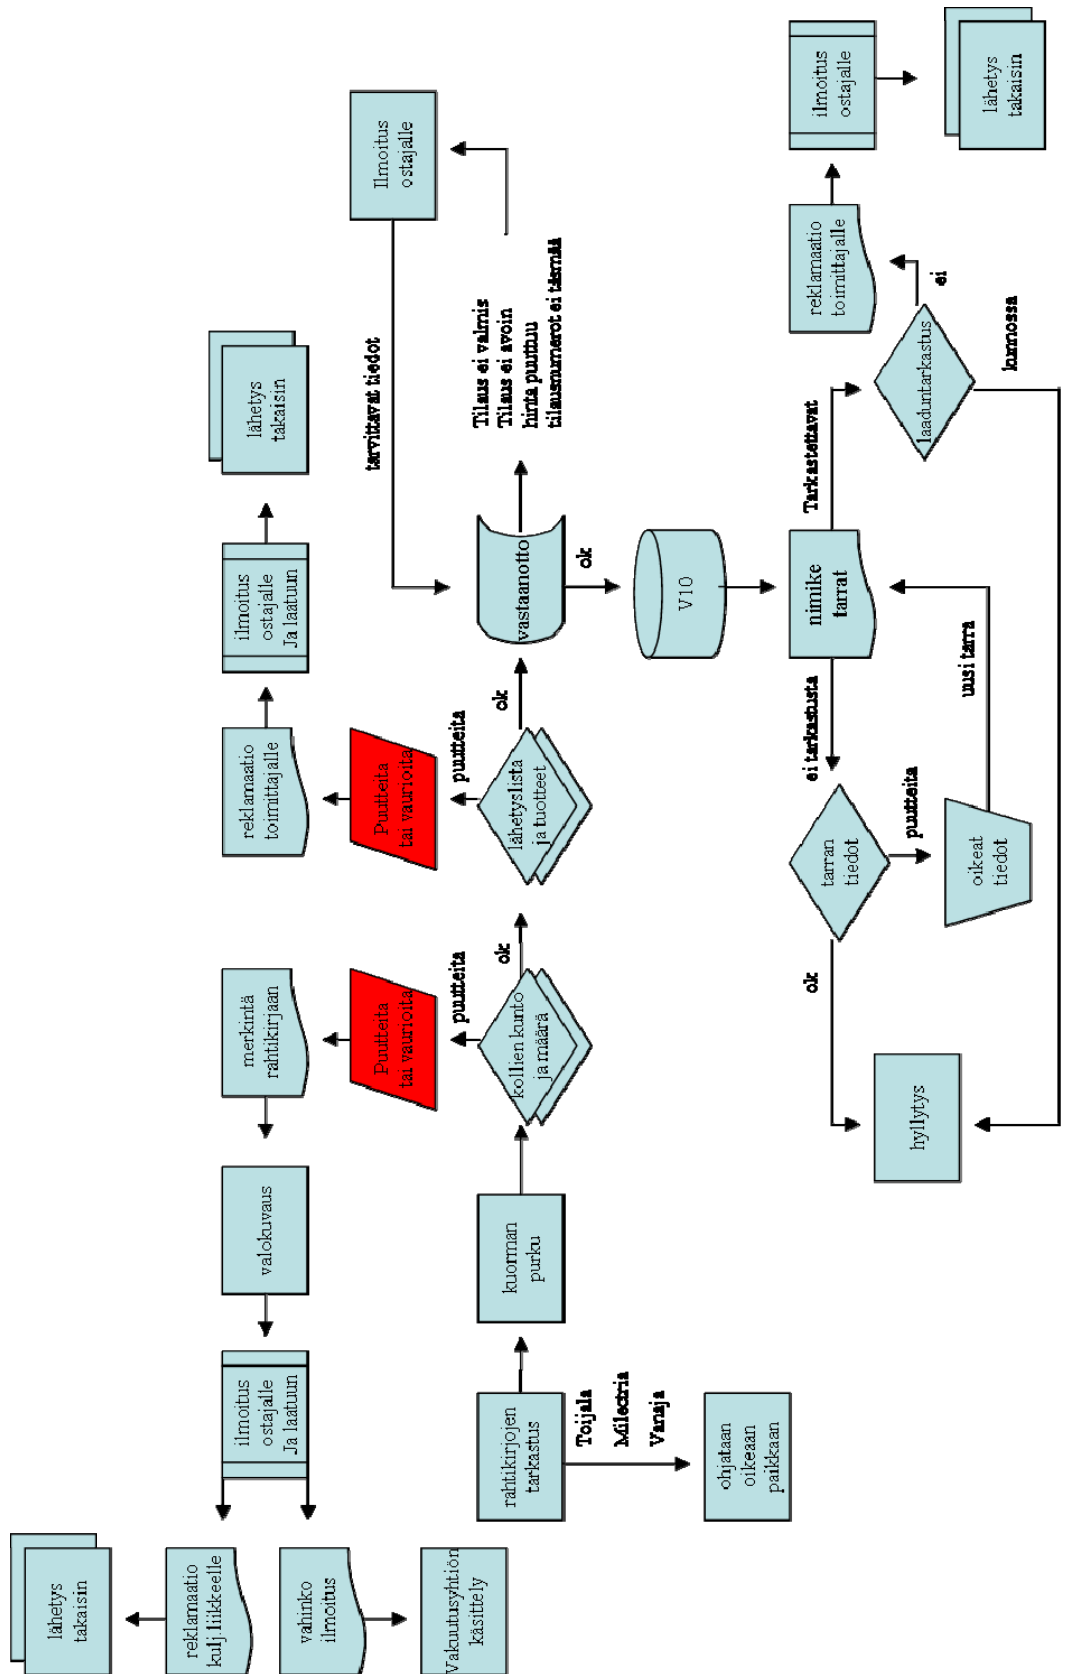 lähetys
takaisin
reklamaatio
kulj.liikkeelle
vahinko
ilmoitus
Vakuutusyhtiön
käsittely
ilmoitus
ostajalle
Ja laatuun
valokuvaus
merkintä
rahtikirjaan
reklamaatio
toimittajalle
ilmoitus
ostajalle
Ja laatuun
lähetys
takaisin
Puutteita
tai vaurioita
Puutteita
tai vaurioita
Ilmoitus
ostajalle
tarvittavat tiedot
puutteita
puutteita
rahtikirjojen
tarkastus
kuorman
purku
kollien kunto
ja määrä
ok
lähetyslista
ja tuotteet
ok
vastaanotto
Tilaus ei valmis
Tilaus ei avoin
hinta puuttuu
tilausnumerot ei täsmää
Toijala
Milectria
Vanaja
ok
ohjataan
oikeaan
paikkaan
V10
ok
tarran
tiedot
ei tarkastusta
nimike
tarrat
Tarkastettavat
reklamaatio
toimittajalle
ilmoitus
ostajalle
hyllytys
puutteita
laaduntarkastus
ei
oikeat
tiedot
uusi tarra
kunnossa
lähetys
takaisin